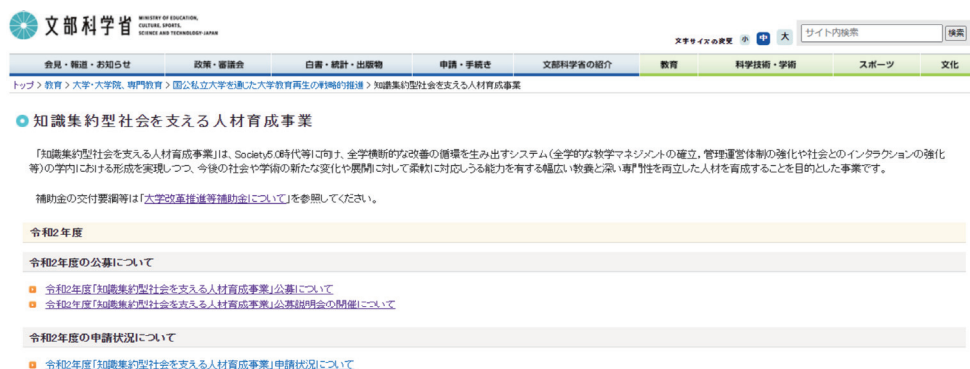 文部科学省
MINISTRY OF EDUCATION,
CULTURE, SPORTS,
SCIENCE AND TECHNOLOGY-JAPAN
文字サイズの変更 小 中 大 サイト内検索 検索
会見・報道・お知らせ 政策・審議会 白書・統計・出版物 申請・手続き 文部科学省の紹介 教育 科学技術・学術 スポーツ 文化
トップ > 教育 > 大学・大学院、専門教育 > 国公私立大学を通じた大学教育再生の戦略的推進 > 知識集約型社会を支える人材育成事業
知識集約型社会を支える人材育成事業
「知識集約型社会を支える人材育成事業」は、Society5.0時代等に向け、全学横断的な改善の循環を生み出すシステム(全学的な教学マネジメントの確立，管理運営体制の強化や社会とのインタラクションの強化
等)の学内における形成を実現しつつ、今後の社会や学術の新たな変化や展開に対して柔軟に対応しうる能力を有する幅広い教養と深い専門性を両立した人材を育成することを目的とした事業です。
補助金の交付要綱等は「大学改革推進等補助金について」を参照してください。
令和2年度
令和2年度の公募について
令和2年度「知識集約型社会を支える人材育成事業」公募について
令和2年度「知識集約型社会を支える人材育成事業」公募説明会の開催について
令和2年度の申請状況について
令和2年度「知識集約型社会を支える人材育成事業」申請状況について